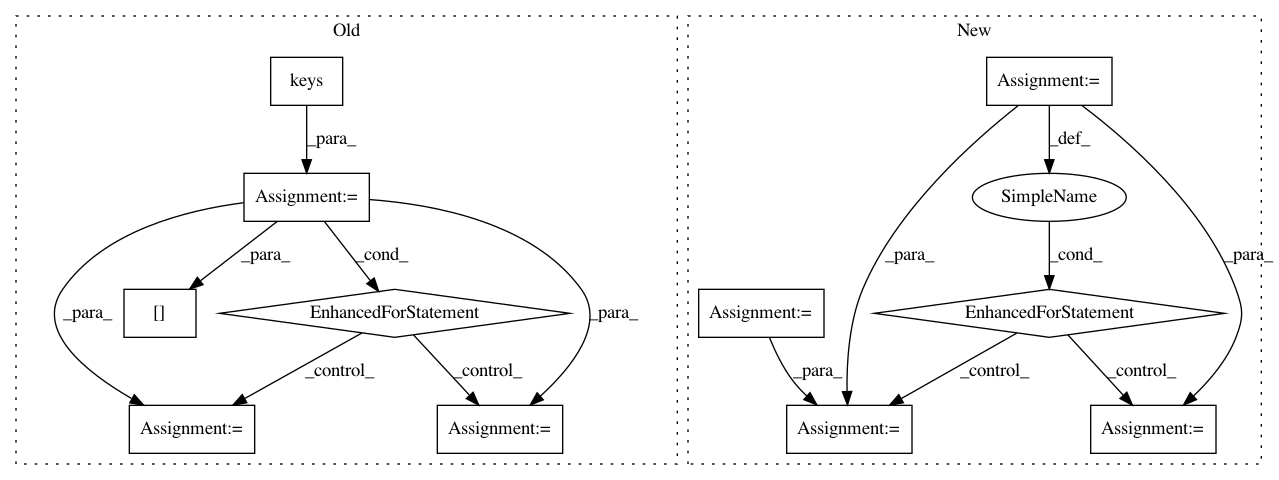 Old
New
keys
Assignment:=
_para_
_def_
Assignment:=
SimpleName
_para_
_cond_
_para_
_cond_
_para_
_para_
_para_
[]
EnhancedForStatement
Assignment:=
EnhancedForStatement
_control_
_control_
_para_
_control_
_control_
Assignment:=
Assignment:=
Assignment:=
Assignment:=